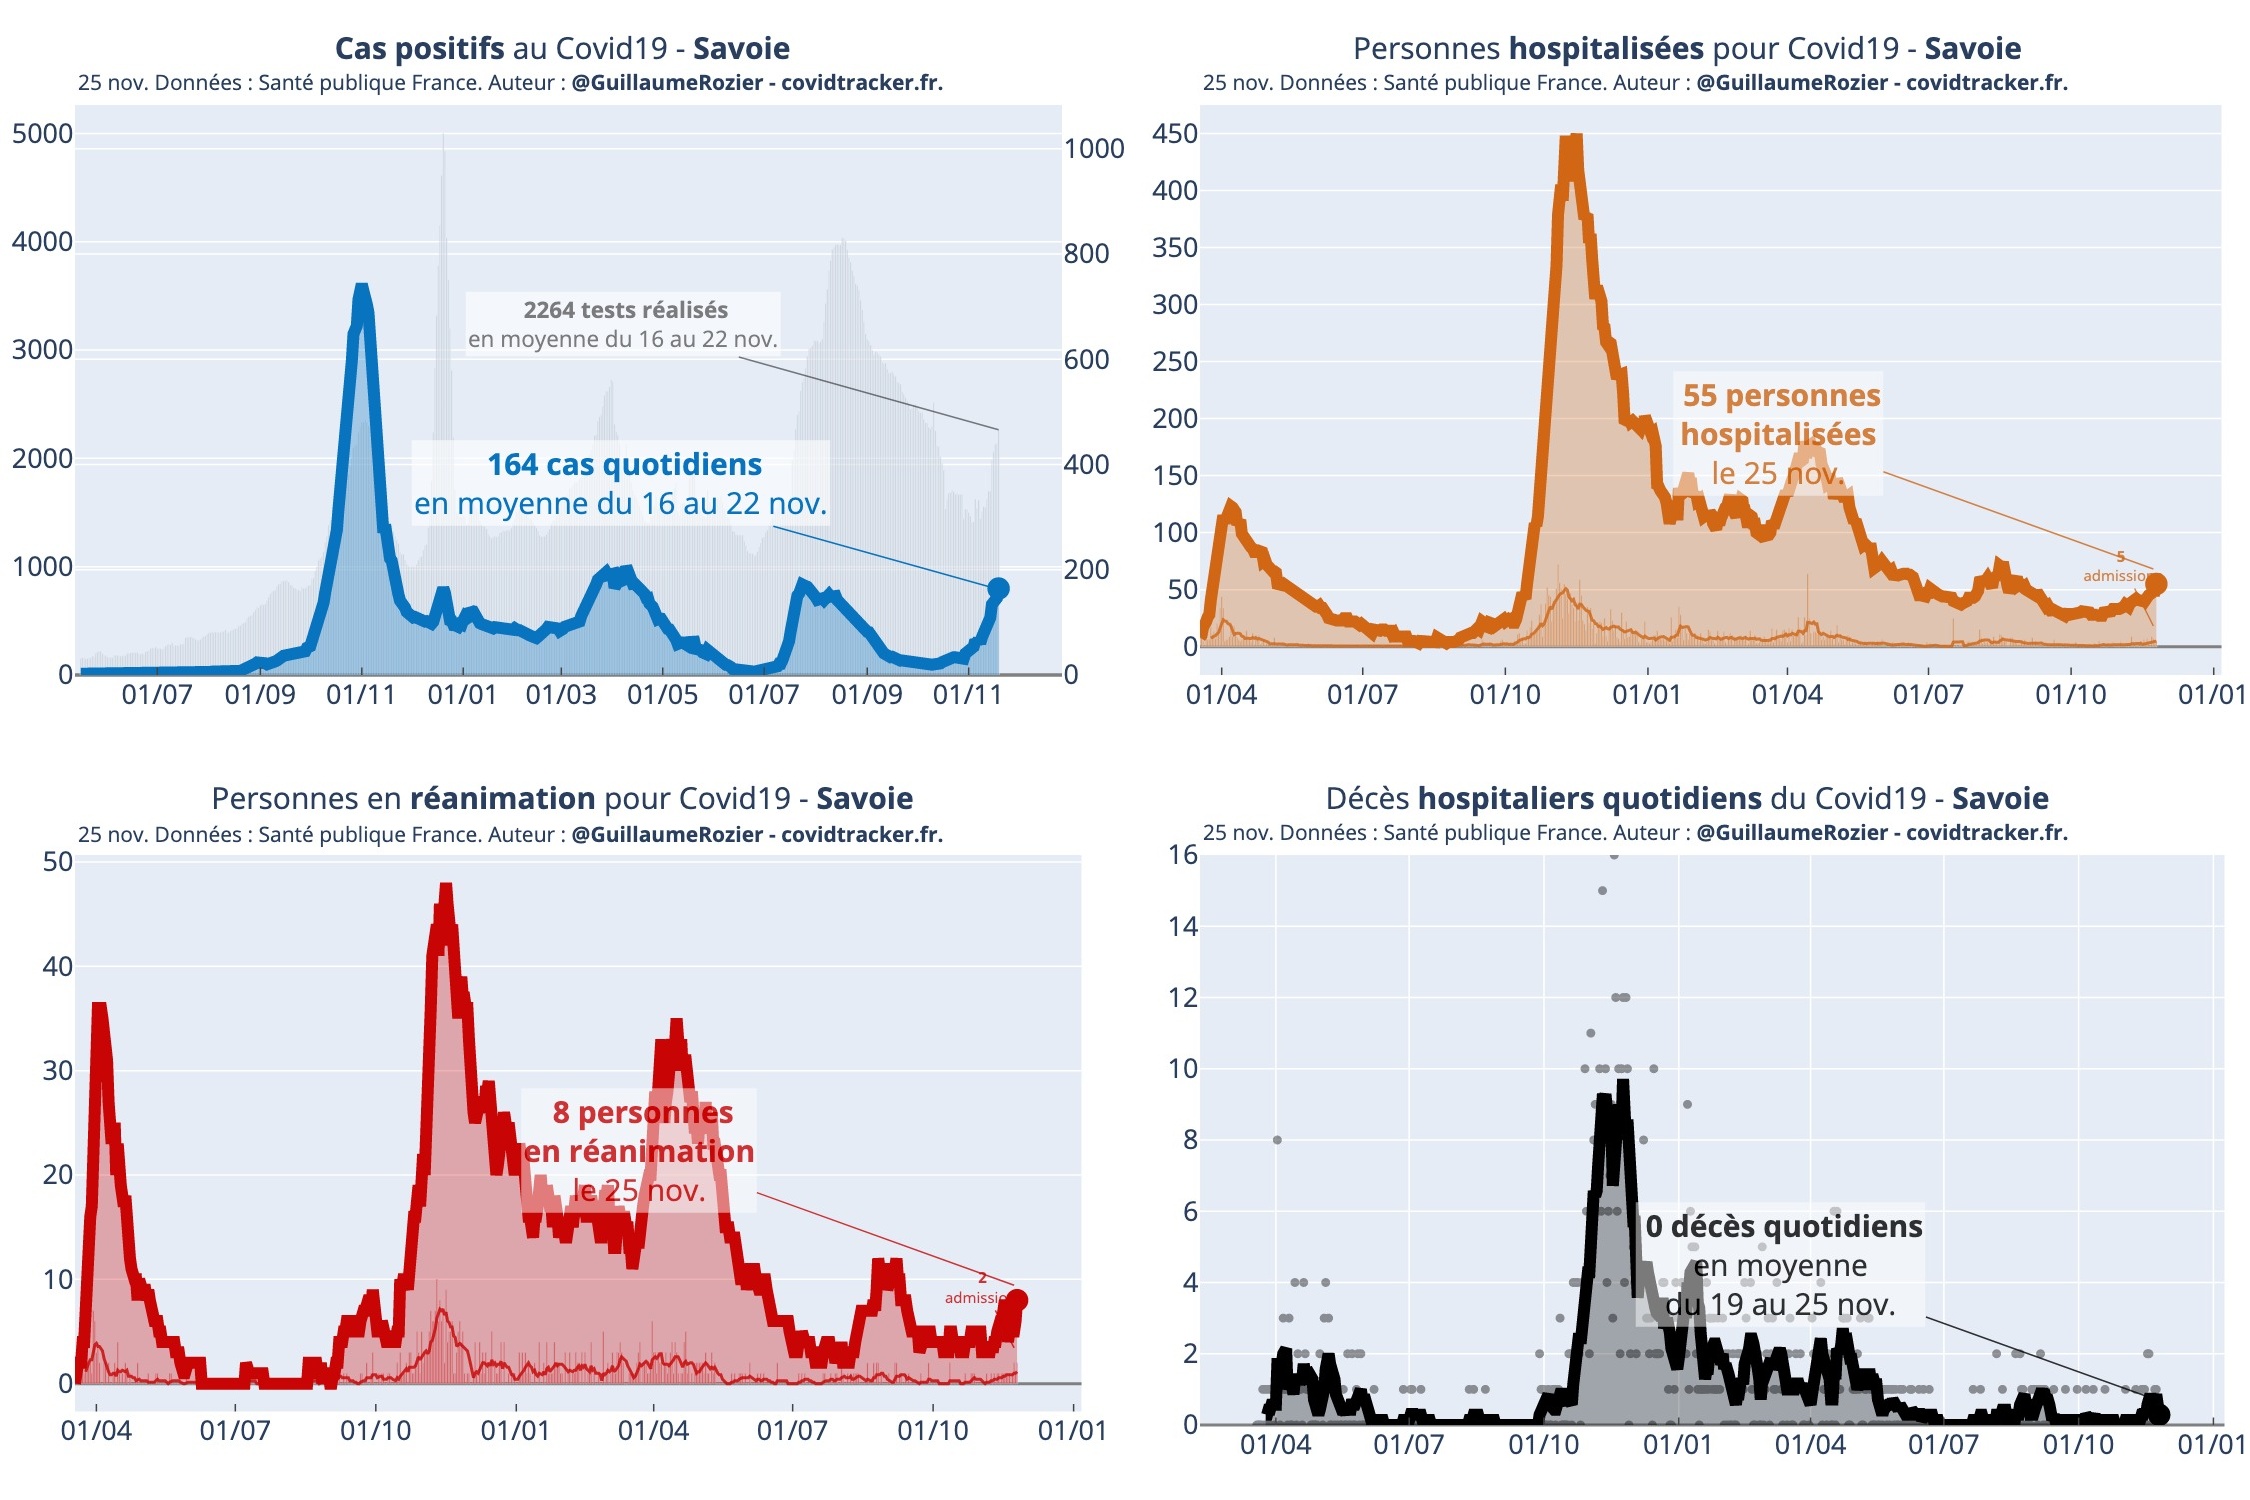 Cas positifs au Covid19 - Savoie
25 nov. Données : Santé publique France. Auteur : @GuillaumeRozier - covidtracker.fr.
5000
4000
3000
2000
1000
0
1000
800
600
400
200
0
2264 tests réalisés
en moyenne du 16 au 22 nov.
164 cas quotidiens
en moyenne du 16 au 22 nov.
01/07 01/09 01/11 01/01 01/03 01/05 01/07 01/09 01/11
Personnes hospitalisées pour Covid19 - Savoie
25 nov. Données : Santé publique France. Auteur : @GuillaumeRozier - covidtracker.fr.
450
400
350
300
250
200
150
100
50
0
55 personnes
hospitalisées
le 25 nov.
5
admissio
01/04 01/07 01/10 01/01 01/04 01/07 01/10 01/01
Personnes en réanimation pour Covid19 - Savoie
25 nov. Données : Santé publique France. Auteur : @GuillaumeRozier - covidtracker.fr.
50
40
30
20
10
0
8 personnes
en réanimation
le 25 nov.
2
admissio
01/04 01/07 01/10 01/01 01/04 01/07 01/10 01/01
Décès hospitaliers quotidiens du Covid19 - Savoie
25 nov. Données : Santé publique France. Auteur : @GuillaumeRozier - covidtracker.fr.
16
14
12
10
8
6
4
2
0
0 décès quotidiens
en moyenne
du 19 au 25 nov.
01/04 01/07 01/10 01/01 01/04 01/07 01/10 01/01